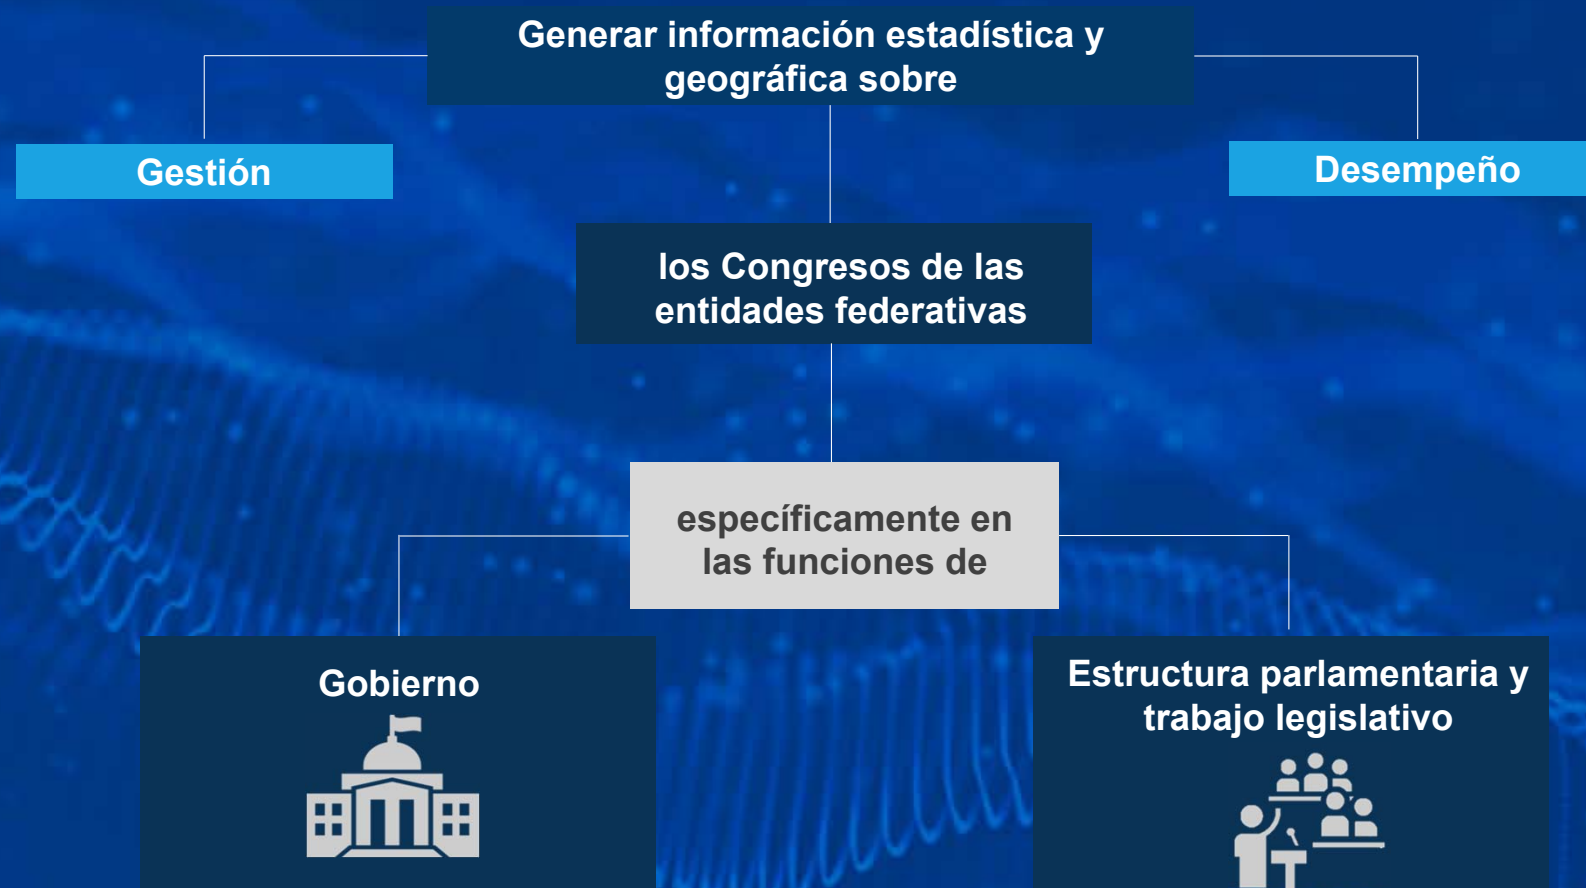 Generar información estadística y
geográfica sobre
Gestión
Desempeño
los Congresos de las
entidades federativas
específicamente en
las funciones de
Gobierno
Estructura parlamentaria y
trabajo legislativo